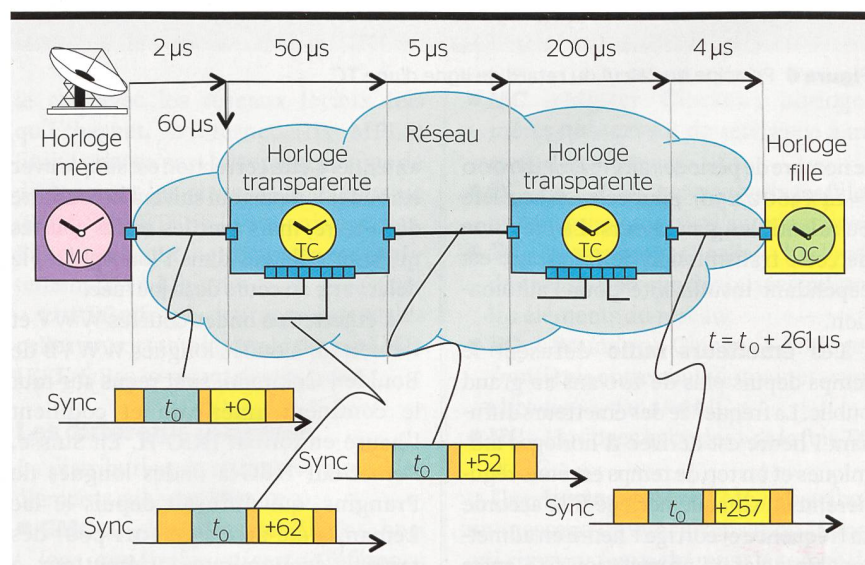 2 µs 50 µs 5 µs 200 µs 4 µs
60 µs
Réseau
Horloge
mère
Horloge
transparente
Horloge
transparente
Horloge
fille
MC
TC
TC
OC
t = t0 + 261 µs
Sync t0 +0
Sync t0 +52
Sync t0 +257
Sync t0 +62